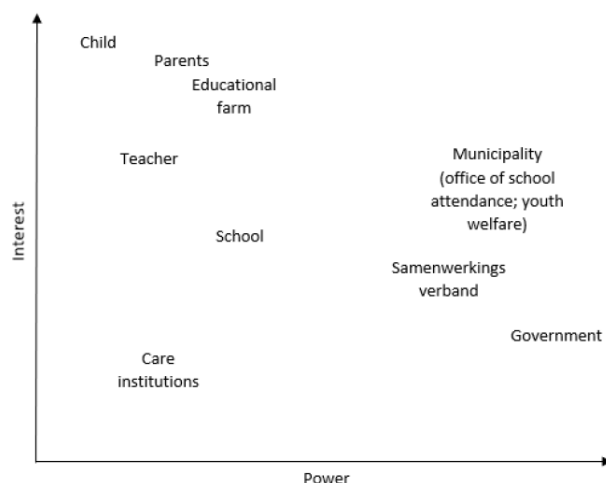 Child
Parents
Educational
farm
Teacher
Municipality
(office of school
attendance; youth
welfare)
School
Samenwerkings
verband
Government
Care
institutions
Interest
Power